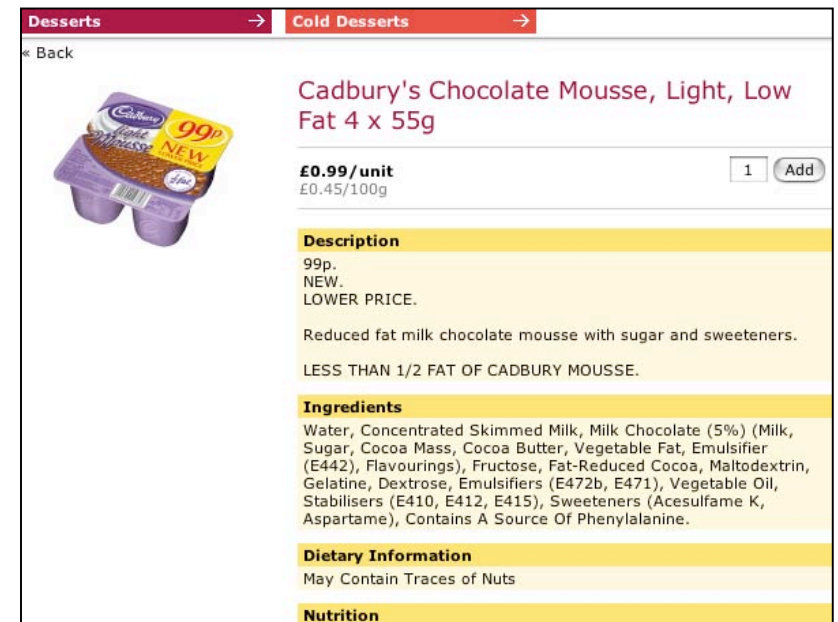 Desserts → Cold Desserts →
« Back
Cadbury
light
Mousse
99p
NEW
LOWER PRICE
Cadbury's Chocolate Mousse, Light, Low
Fat 4 x 55g
£0.99/unit
1 Add
£0.45/100g
Description
99p.
NEW.
LOWER PRICE.
Reduced fat milk chocolate mousse with sugar and sweeteners.
LESS THAN 1/2 FAT OF CADBURY MOUSSE.
Ingredients
Water, Concentrated Skimmed Milk, Milk Chocolate (5%) (Milk,
Sugar, Cocoa Mass, Cocoa Butter, Vegetable Fat, Emulsifier
(E442), Flavourings), Fructose, Fat-Reduced Cocoa, Maltodextrin,
Gelatine, Dextrose, Emulsifiers (E472b, E471), Vegetable Oil,
Stabilisers (E410, E412, E415), Sweeteners (Acesulfame K,
Aspartame), Contains A Source Of Phenylalanine.
Dietary Information
May Contain Traces of Nuts
Nutrition